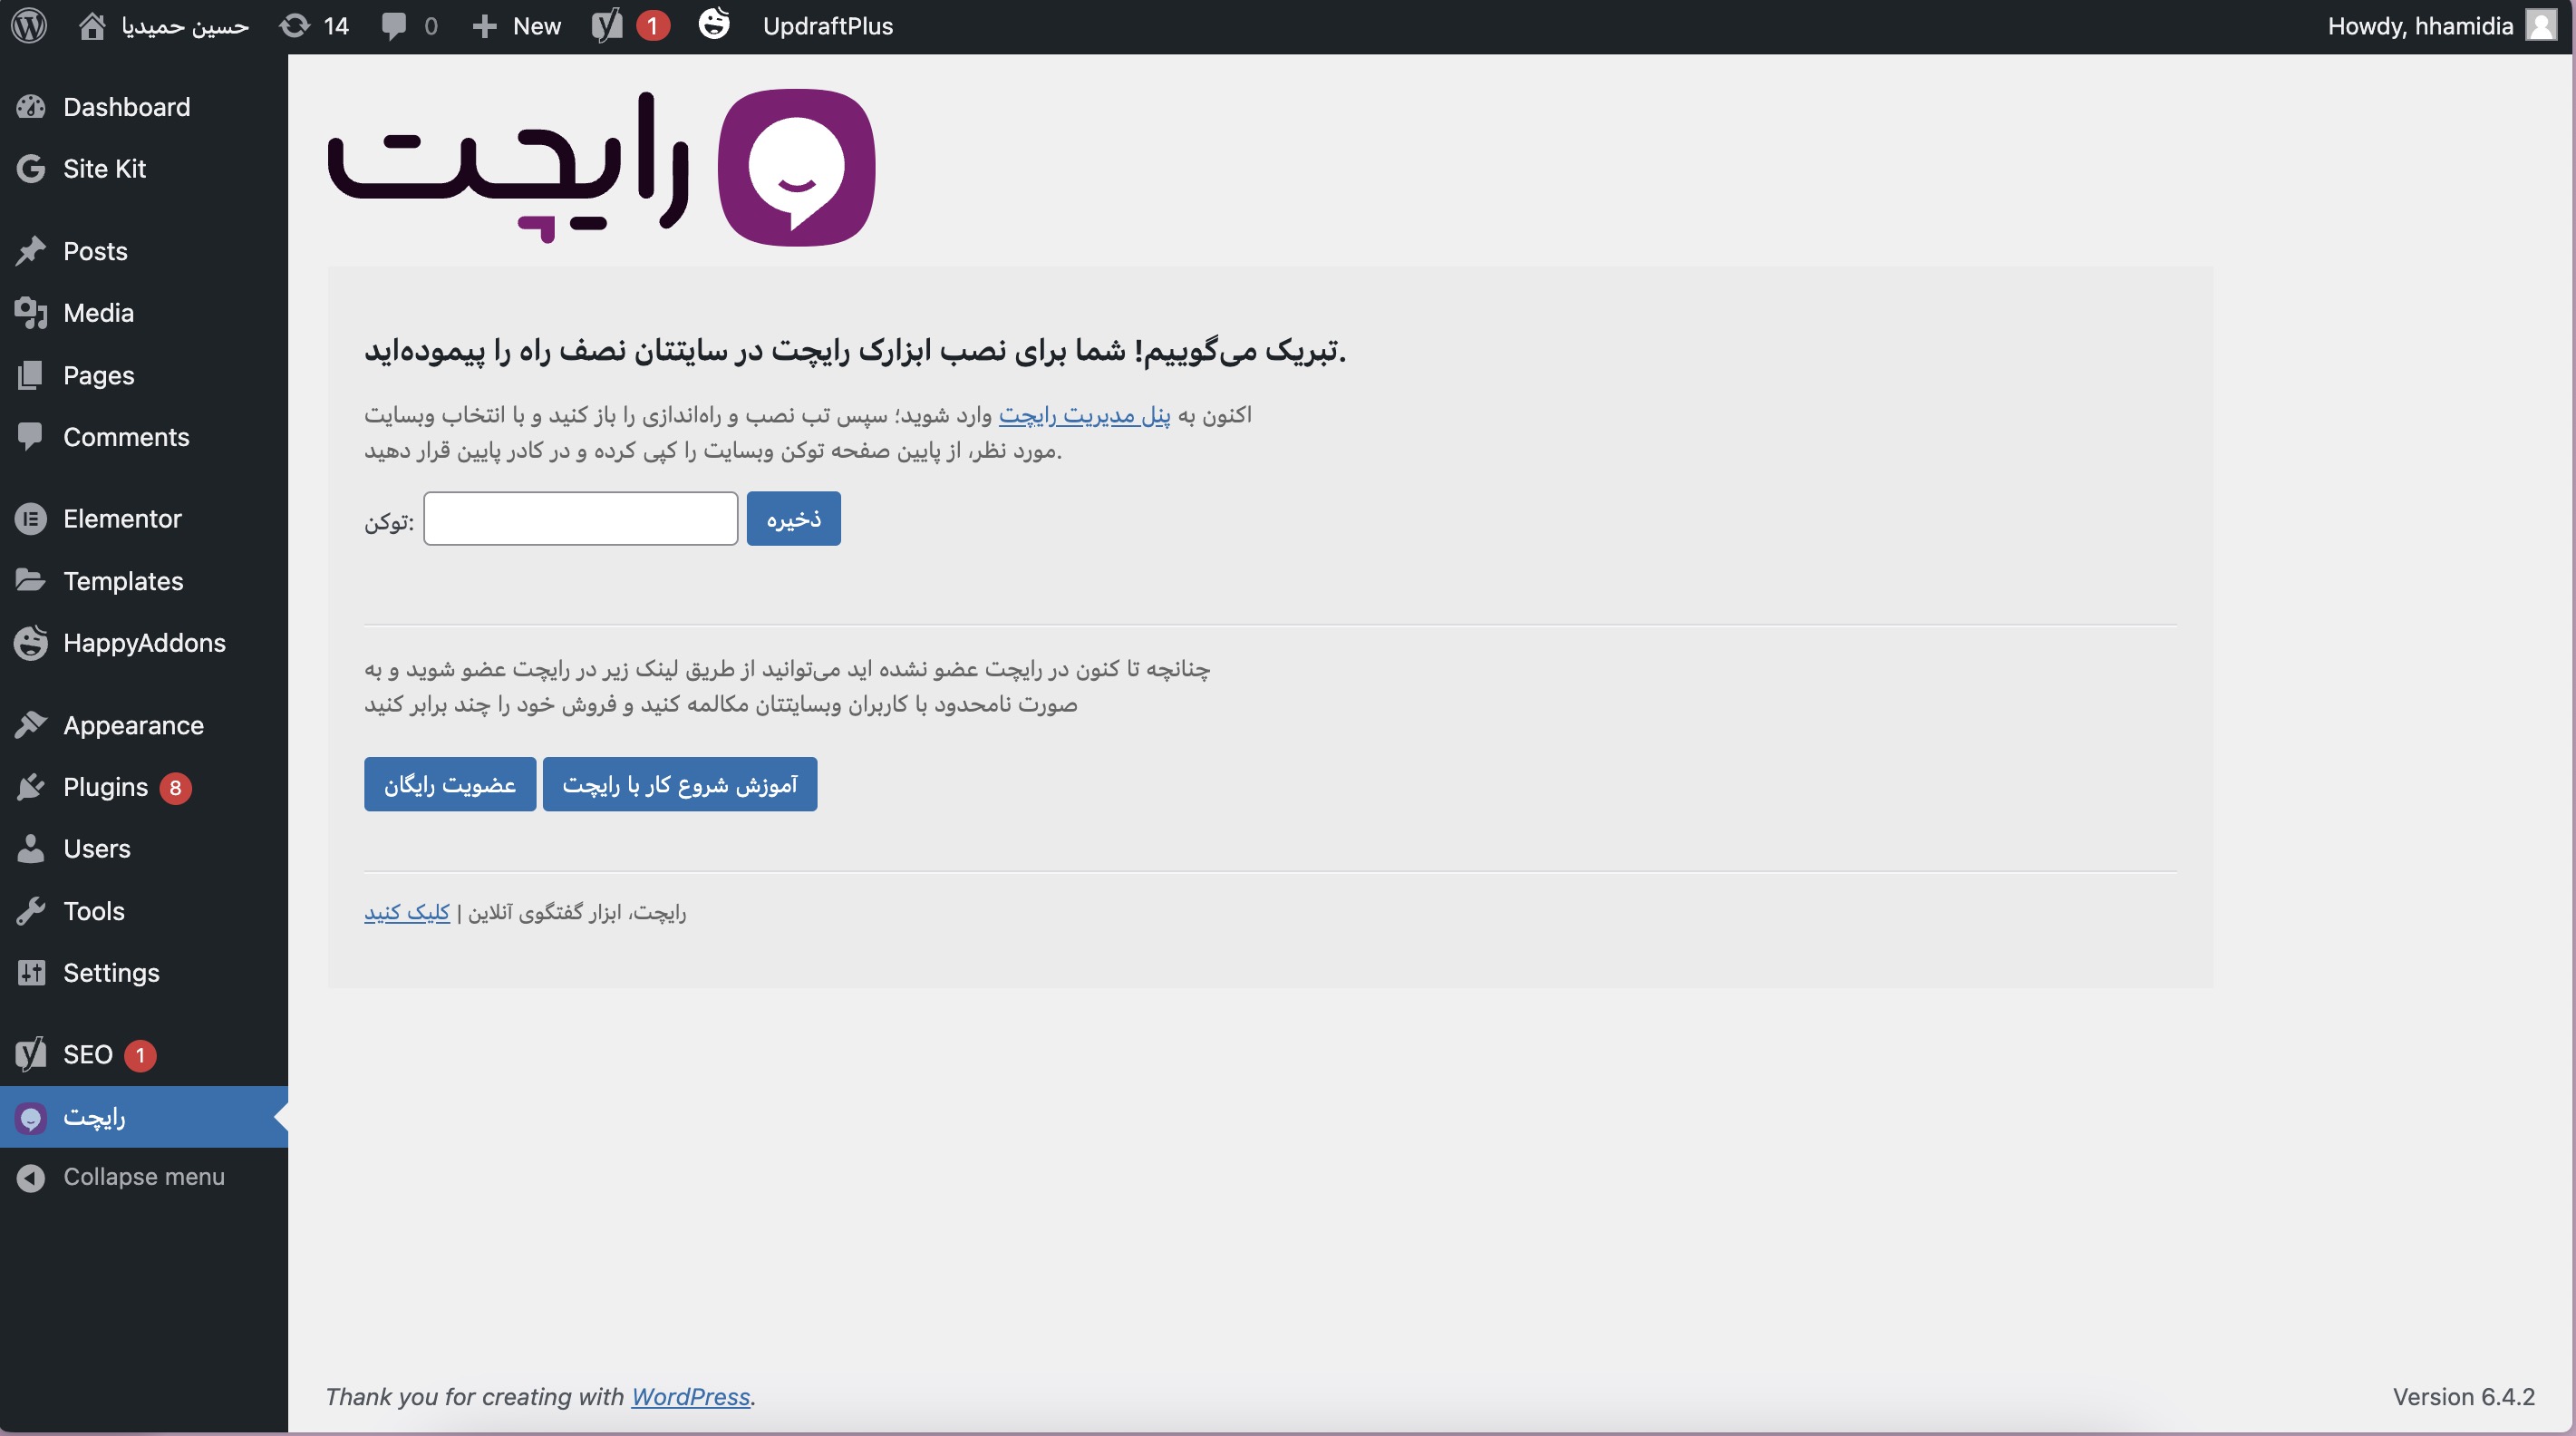 حسین حمیدیا
14
0
New
1
UpdraftPlus
Howdy, hhamidia
Dashboard
Site Kit
Posts
Media
Pages
Comments
Elementor
Templates
HappyAddons
Appearance
Plugins 8
Users
Tools
Settings
SEO 1
رایچت
Collapse menu
رایچت
تبریک می‌گوییم! شما برای نصب ابزارک رایچت در سایتتان نصف راه را پیموده‌اید.
اکنون به پنل مدیریت رایچت وارد شوید؛ سپس تب نصب و راه‌اندازی را باز کنید و با انتخاب وبسایت
مورد نظر، از پایین صفحه توکن وبسایت را کپی کرده و در کادر پایین قرار دهید.
توکن:
ذخیره
چنانچه تا کنون در رایچت عضو نشده اید می‌توانید از طریق لینک زیر در رایچت عضو شوید و به
صورت نامحدود با کاربران وبسایتتان مکالمه کنید و فروش خود را چند برابر کنید
عضویت رایگان
آموزش شروع کار با رایچت
رایچت، ابزار گفتگوی آنلاین | کلیک کنید
Thank you for creating with WordPress.
Version 6.4.2